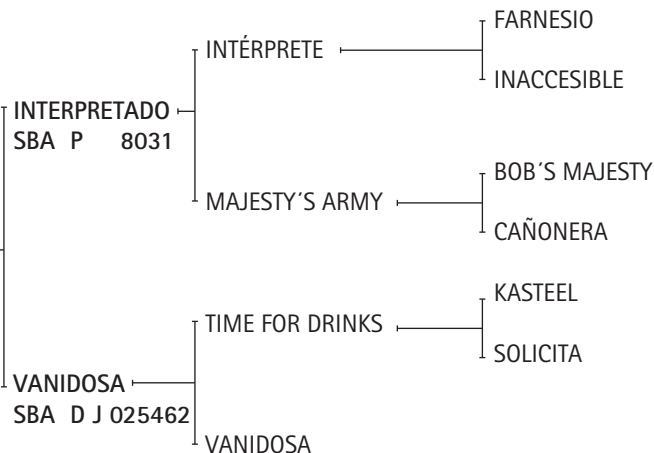 FARNESIO
INTÉRPRETE
INACCESIBLE
INTERPRETADO
SBA P 8031
BOB´S MAJESTY
MAJESTY´S ARMY
CAÑONERA
KASTEEL
TIME FOR DRINKS
SOLICITA
VANIDOSA
SBA D J 025462
VANIDOSA